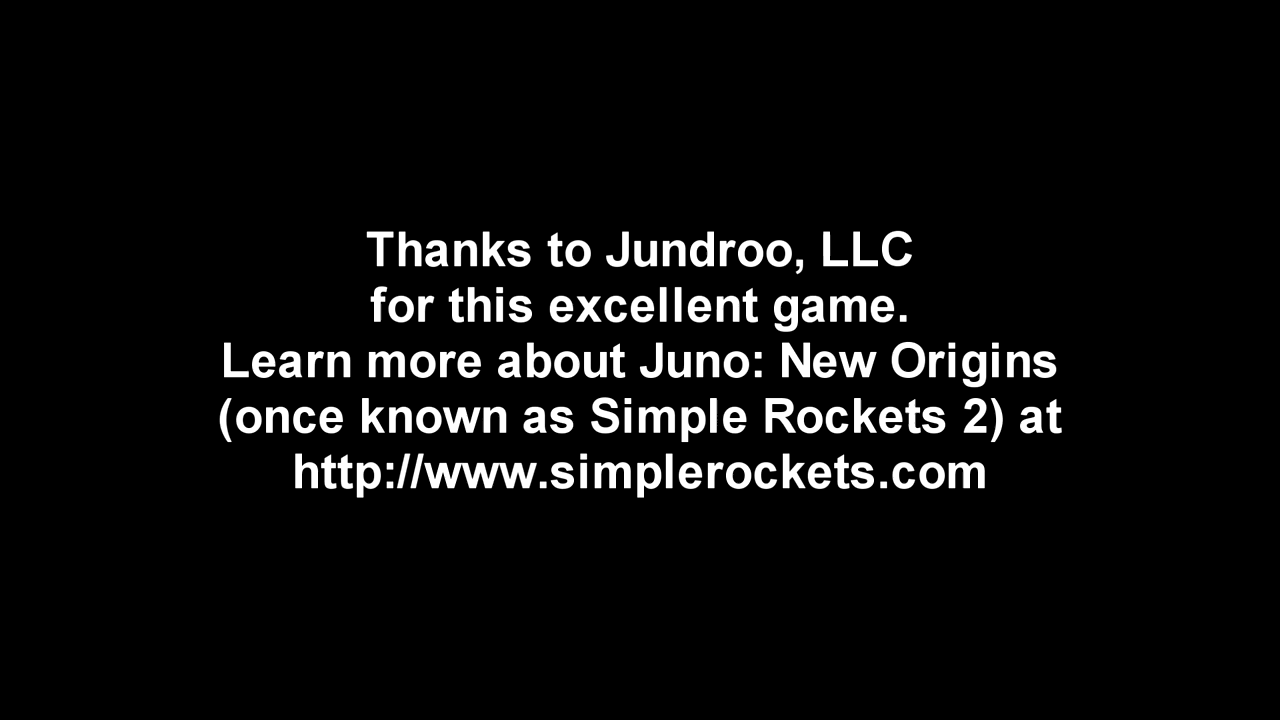 Thanks to Jundroo, LLC
for this excellent game.
Learn more about Juno: New Origins
(once known as Simple Rockets 2) at
http://www.simplerockets.com